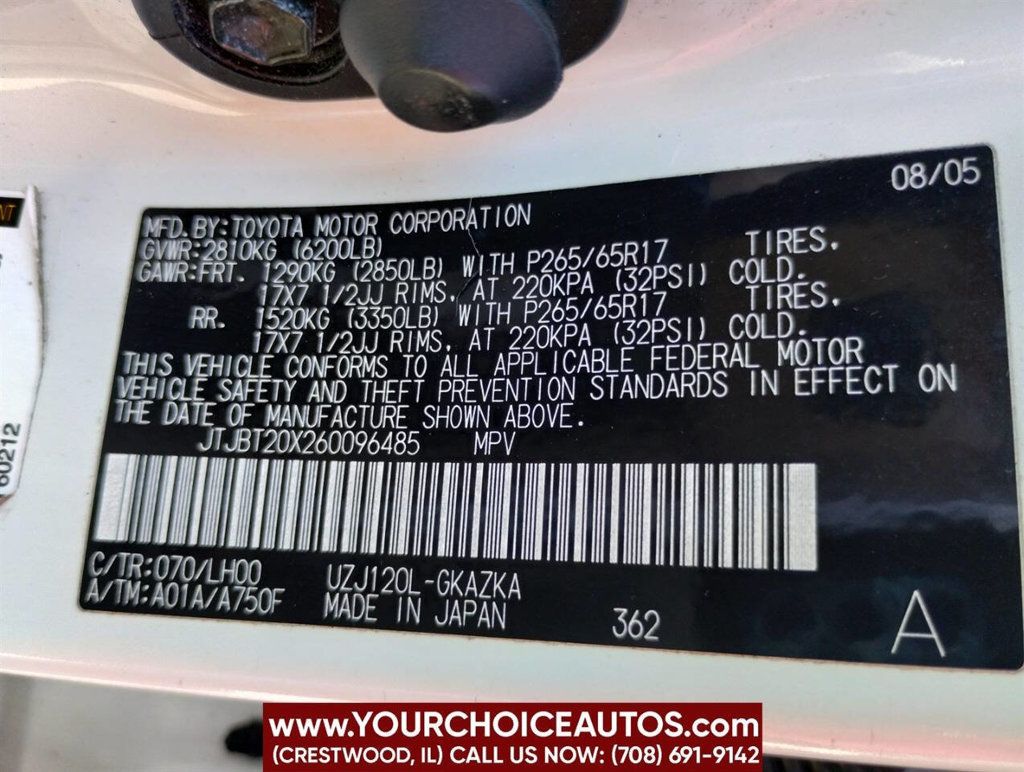 08/05
MFD. BY: TOYOTA MOTOR CORPORATION
GVWR: 2810KG (6200LB)
GAWR: FRT. 1290KG (2850LB) WITH P265/65R17 TIRES,
17X7 1/2JJ RIMS, AT 220KPA (32PSI) COLD.
RR. 1520KG (3350LB) WITH P265/65R17 TIRES,
17X7 1/2JJ RIMS, AT 220KPA (32PSI) COLD.
THIS VEHICLE CONFORMS TO ALL APPLICABLE FEDERAL MOTOR
VEHICLE SAFETY AND THEFT PREVENTION STANDARDS IN EFFECT ON
THE DATE OF MANUFACTURE SHOWN ABOVE.
JTJBT20X260096485 MPV
C/TR: 070/LH00 UZJ120L-GKAZKA
A/TM: A01A/A750F MADE IN JAPAN 362 A
NT
60212
www.YOURCHOICEAUTOS.com
(CRESTWOOD, IL) CALL US NOW: (708) 691-9142